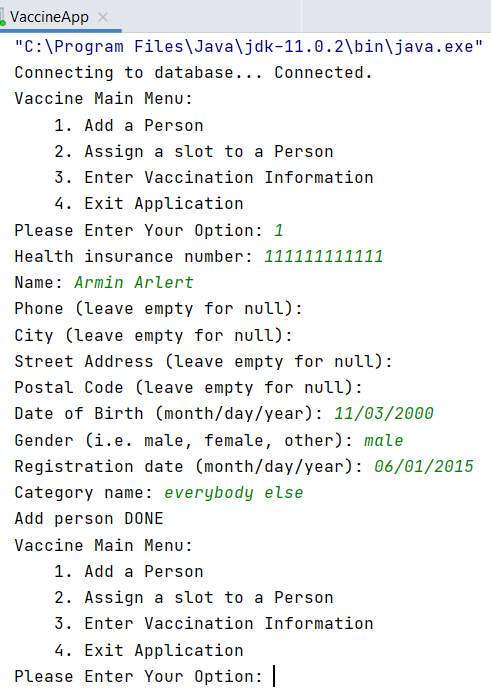 VaccineApp
"C:\Program Files\Java\jdk-11.0.2\bin\java.exe"
Connecting to database... Connected.
Vaccine Main Menu:
    1. Add a Person
    2. Assign a slot to a Person
    3. Enter Vaccination Information
    4. Exit Application
Please Enter Your Option: 1
Health insurance number: 111111111111
Name: Armin Arlert
Phone (leave empty for null):
City (leave empty for null):
Street Address (leave empty for null):
Postal Code (leave empty for null):
Date of Birth (month/day/year): 11/03/2000
Gender (i.e. male, female, other): male
Registration date (month/day/year): 06/01/2015
Category name: everybody else
Add person DONE
Vaccine Main Menu:
    1. Add a Person
    2. Assign a slot to a Person
    3. Enter Vaccination Information
    4. Exit Application
Please Enter Your Option: